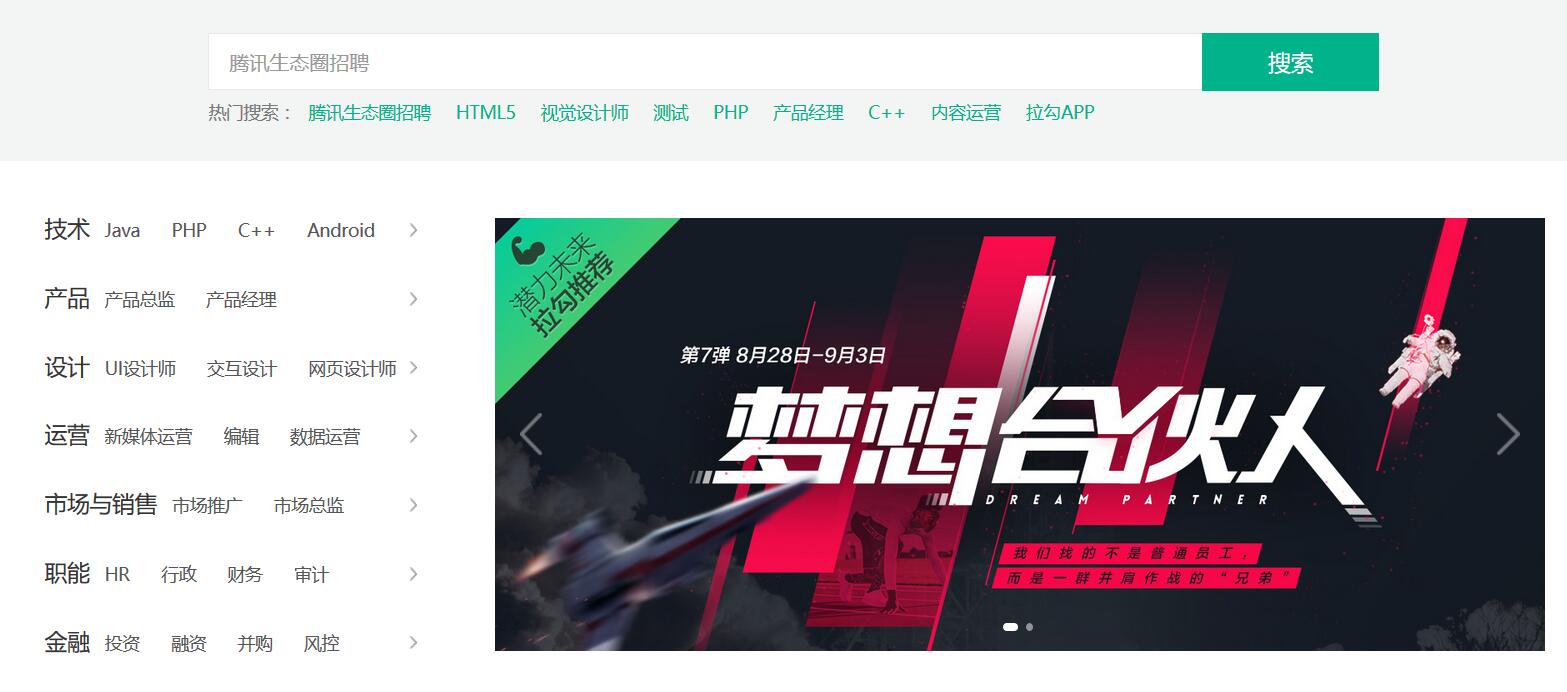 腾讯生态圈招聘 搜索
热门搜索： 腾讯生态圈招聘 HTML5 视觉设计师 测试 PHP 产品经理 C++ 内容运营 拉勾APP
技术 Java PHP C++ Android
产品 产品总监 产品经理
设计 UI设计师 交互设计 网页设计师
运营 新媒体运营 编辑 数据运营
市场与销售 市场推广 市场总监
职能 HR 行政 财务 审计
金融 投资 融资 并购 风控
潜力未来
拉勾推荐
第7弹 8月28日-9月3日
梦想合伙人
DREAM PARTNER
我们找的不是普通员工，
而是一群并肩作战的“兄弟”